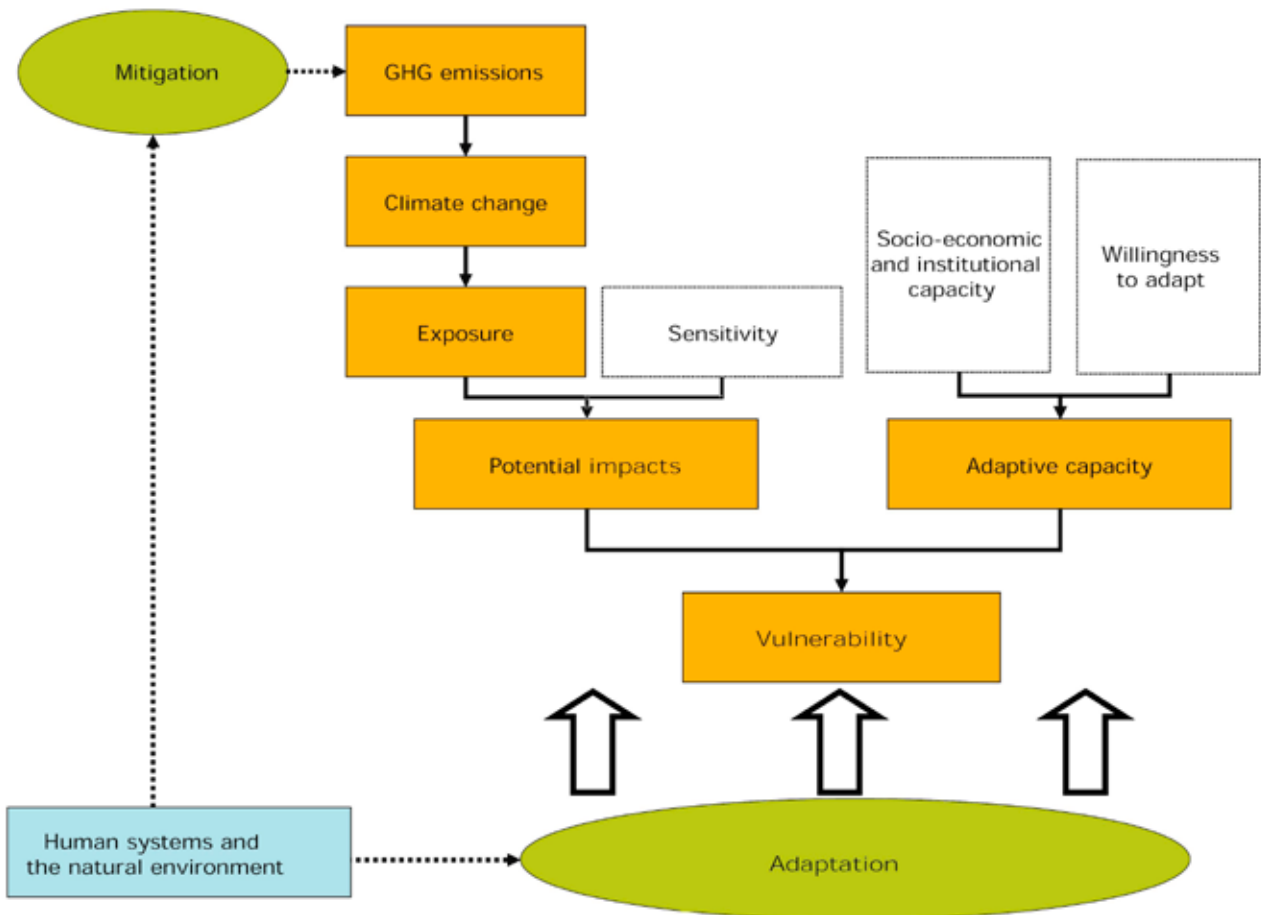 Mitigation
GHG emissions
Climate change
Socio-economic
and institutional
capacity
Willingness
to adapt
Exposure
Sensitivity
Potential impacts
Adaptive capacity
Vulnerability
Human systems and
the natural environment
Adaptation